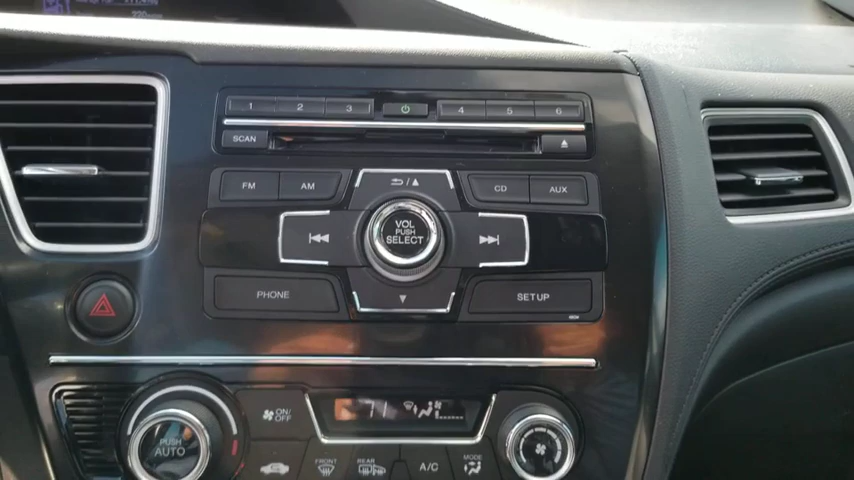 1 2 3 4 5 6
SCAN
FM AM CD AUX
VOL
PUSH
SELECT
PHONE SETUP
71
ON/
OFF
PUSH
AUTO
FRONT REAR A/C MODE